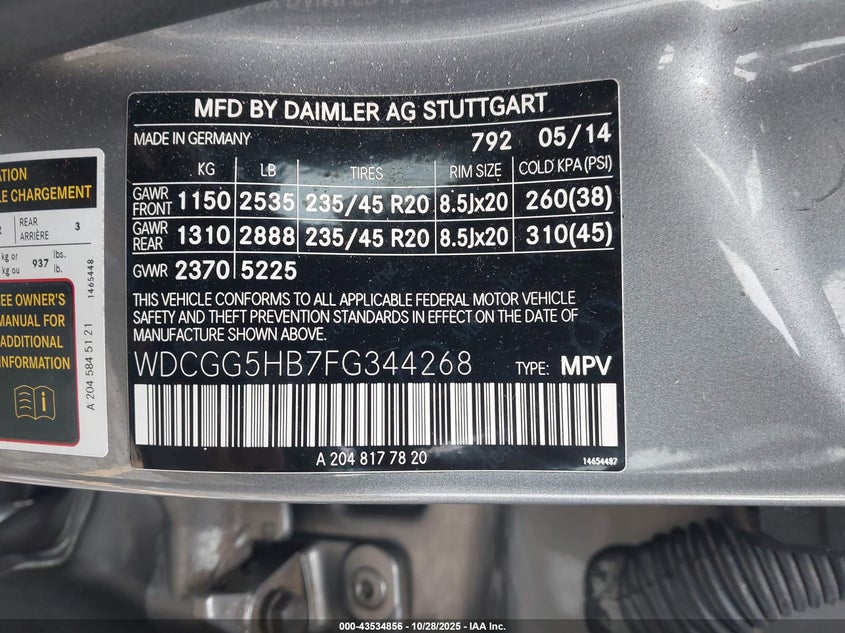 MFD BY DAIMLER AG STUTTGART
MADE IN GERMANY 792 05/14
KG LB TIRES RIM SIZE COLD KPA(PSI)
GAWR FRONT 1150 2535 235/45 R20 8.5Jx20 260(38)
GAWR REAR 1310 2888 235/45 R20 8.5Jx20 310(45)
GVWR 2370 5225
THIS VEHICLE CONFORMS TO ALL APPLICABLE FEDERAL MOTOR VEHICLE
SAFETY AND THEFT PREVENTION STANDARDS IN EFFECT ON THE DATE OF
MANUFACTURE SHOWN ABOVE.
WDCGG5HB7FG344268 TYPE: MPV
A 204 817 78 20 14654487
CHARGEMENT
REAR
ARRIÈRE 3
kg or
kg ou 937 lbs.
lb.
1465448
OWNER'S
MANUAL FOR
ADDITIONAL
INFORMATION
A 204 584 51 21
000-43534856 - 10/28/2025 - IAA Inc.